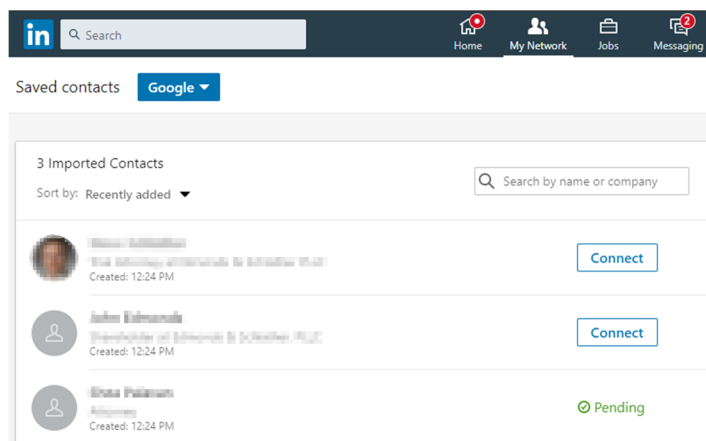 in Search
Home My Network Jobs 2 Messaging
Saved contacts Google
3 Imported Contacts
Sort by: Recently added
Search by name or company
Connect
Created: 12:24 PM
Connect
Created: 12:24 PM
Pending
Created: 12:24 PM